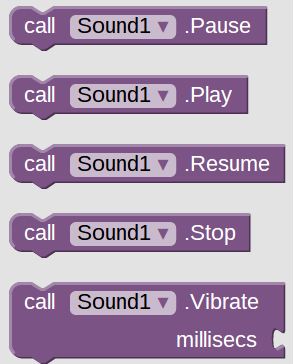 call Sound1 .Pause
call Sound1 .Play
call Sound1 .Resume
call Sound1 .Stop
call Sound1 .Vibrate
millisecs